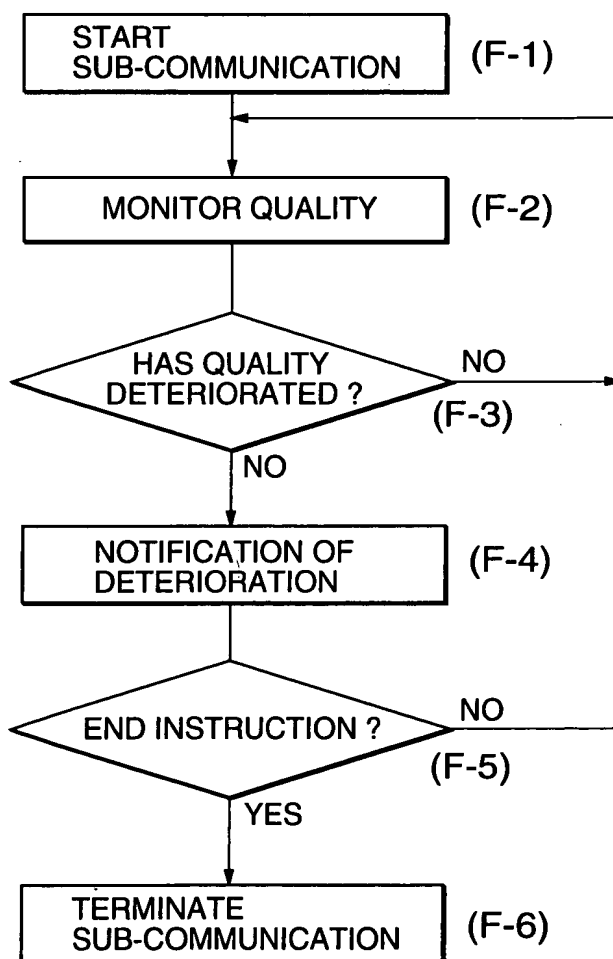 START
SUB-COMMUNICATION
(F-1)
MONITOR QUALITY
(F-2)
HAS QUALITY
DETERIORATED ?
NO
(F-3)
NO
NOTIFICATION OF
DETERIORATION
(F-4)
END INSTRUCTION ?
NO
(F-5)
YES
TERMINATE
SUB-COMMUNICATION
(F-6)